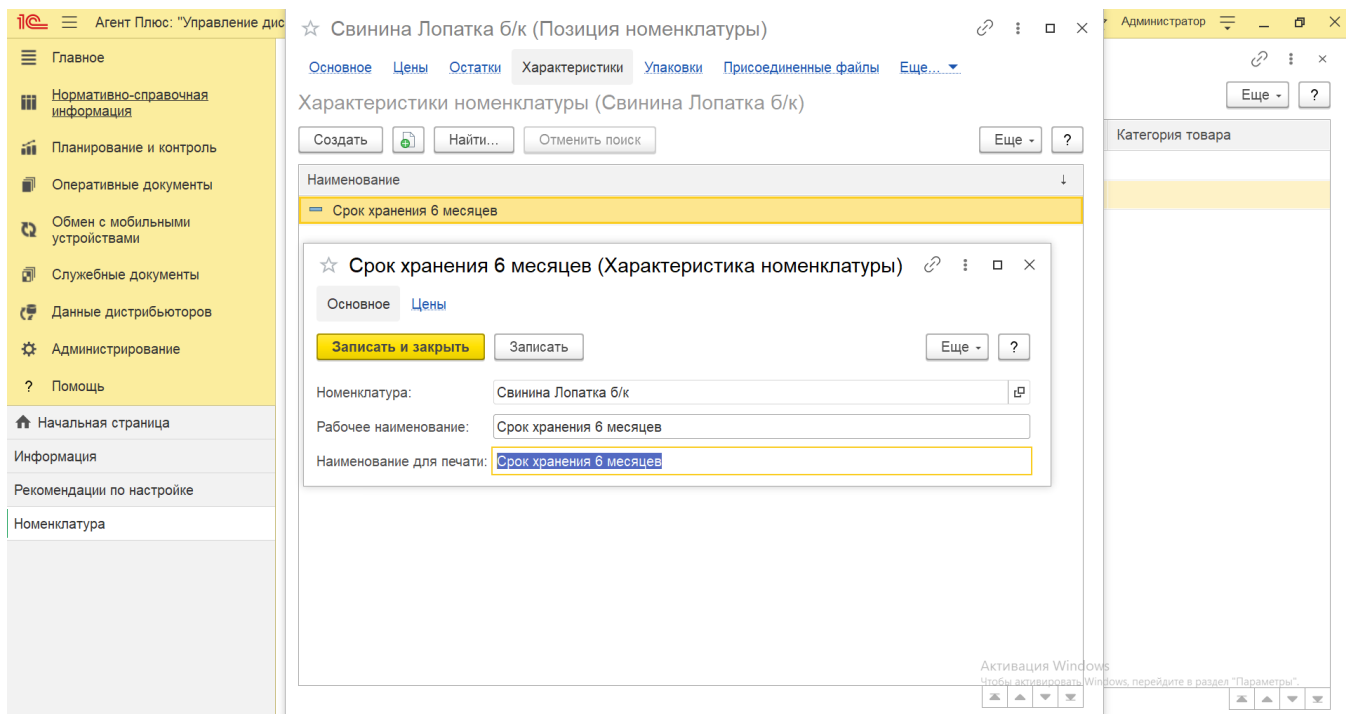 1С Агент Плюс: "Управление дис
Администратор
Главное
Нормативно-справочная
информация
Планирование и контроль
Оперативные документы
Обмен с мобильными
устройствами
Служебные документы
Данные дистрибьюторов
Администрирование
? Помощь
Начальная страница
Информация
Рекомендации по настройке
Номенклатура
Свинина Лопатка б/к (Позиция номенклатуры)
Основное Цены Остатки Характеристики Упаковки Присоединенные файлы Еще...
Характеристики номенклатуры (Свинина Лопатка б/к)
Создать Найти... Отменить поиск Еще ?
Наименование ↓
Срок хранения 6 месяцев
Срок хранения 6 месяцев (Характеристика номенклатуры)
Основное Цены
Записать и закрыть Записать Еще ?
Номенклатура: Свинина Лопатка б/к
Рабочее наименование: Срок хранения 6 месяцев
Наименование для печати: Срок хранения 6 месяцев
Еще ?
Категория товара
Активация Windows
Чтобы активировать Windows, перейдите в раздел "Параметры".